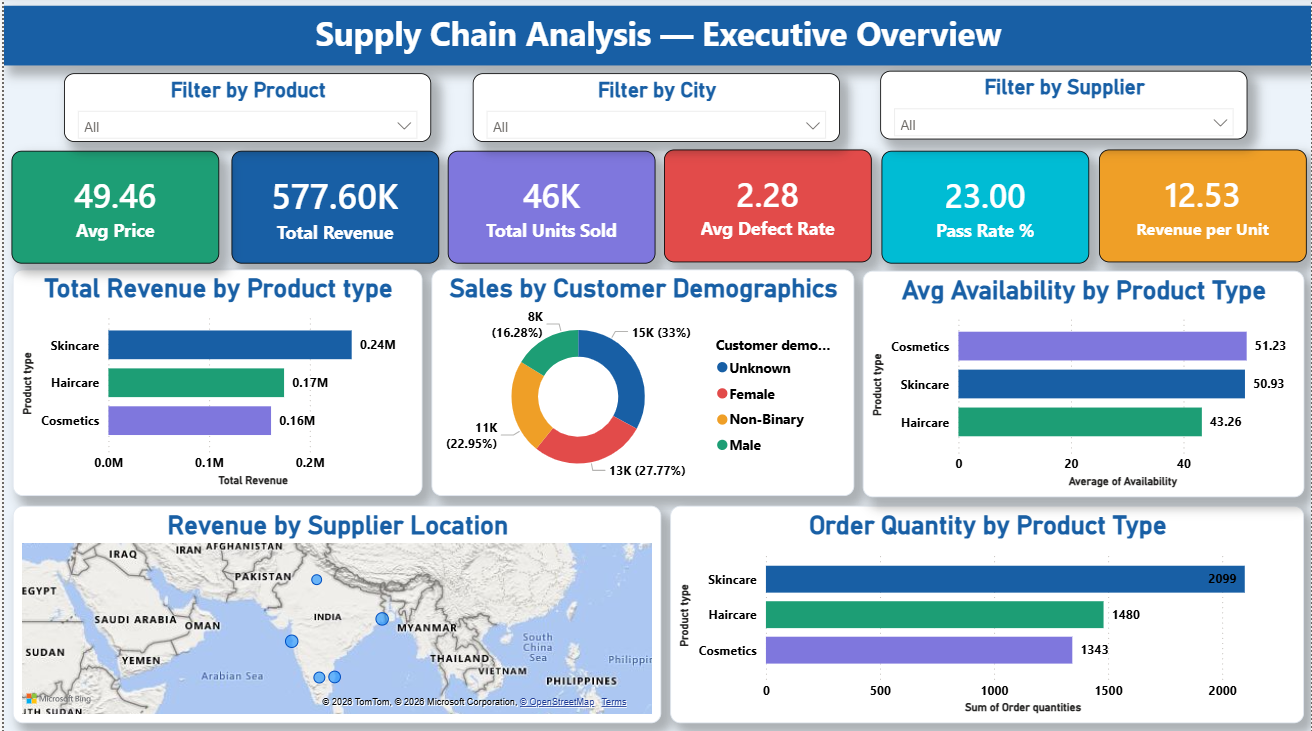 Supply Chain Analysis — Executive Overview
Filter by Product
All
Filter by City
All
Filter by Supplier
All
49.46
Avg Price
577.60K
Total Revenue
46K
Total Units Sold
2.28
Avg Defect Rate
23.00
Pass Rate %
12.53
Revenue per Unit
Total Revenue by Product type
Product type
Skincare
0.24M
Haircare
0.17M
Cosmetics
0.16M
0.0M 0.1M 0.2M
Total Revenue
Sales by Customer Demographics
8K
(16.28%)
15K (33%)
11K
(22.95%)
13K (27.77%)
Customer demo...
Unknown
Female
Non-Binary
Male
Avg Availability by Product Type
Product type
Cosmetics
51.23
Skincare
50.93
Haircare
43.26
0 20 40
Average of Availability
Revenue by Supplier Location
IRAQ
IRAN
AFGHANISTAN
PAKISTAN
EGYPT
SAUDI ARABIA
OMAN
INDIA
MYANMAR
SUDAN
YEMEN
Arabian Sea
THAILAND
VIETNAM
South
China
Sea
Philippin
PHILIPPINES
Microsoft Bing
UTH SUDAN
© 2026 TomTom, © 2026 Microsoft Corporation, © OpenStreetMap Terms
Order Quantity by Product Type
Product type
Skincare
2099
Haircare
1480
Cosmetics
1343
0 500 1000 1500 2000
Sum of Order quantities